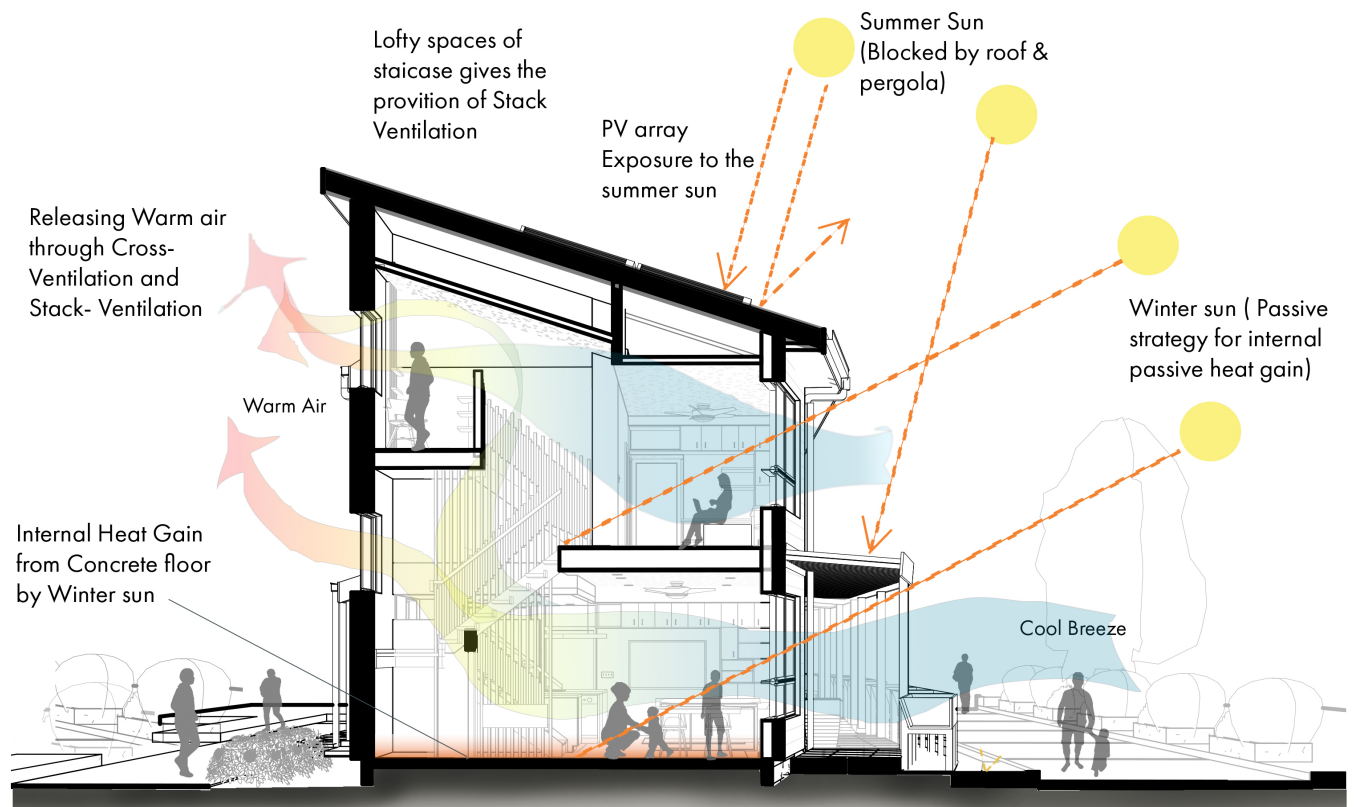 Lofty spaces of
staicase gives the
provition of Stack
Ventilation
Summer Sun
(Blocked by roof &
pergola)
PV array
Exposure to the
summer sun
Releasing Warm air
through Cross-
Ventilation and
Stack- Ventilation
Winter sun ( Passive
strategy for internal
passive heat gain)
Warm Air
Internal Heat Gain
from Concrete floor
by Winter sun
Cool Breeze